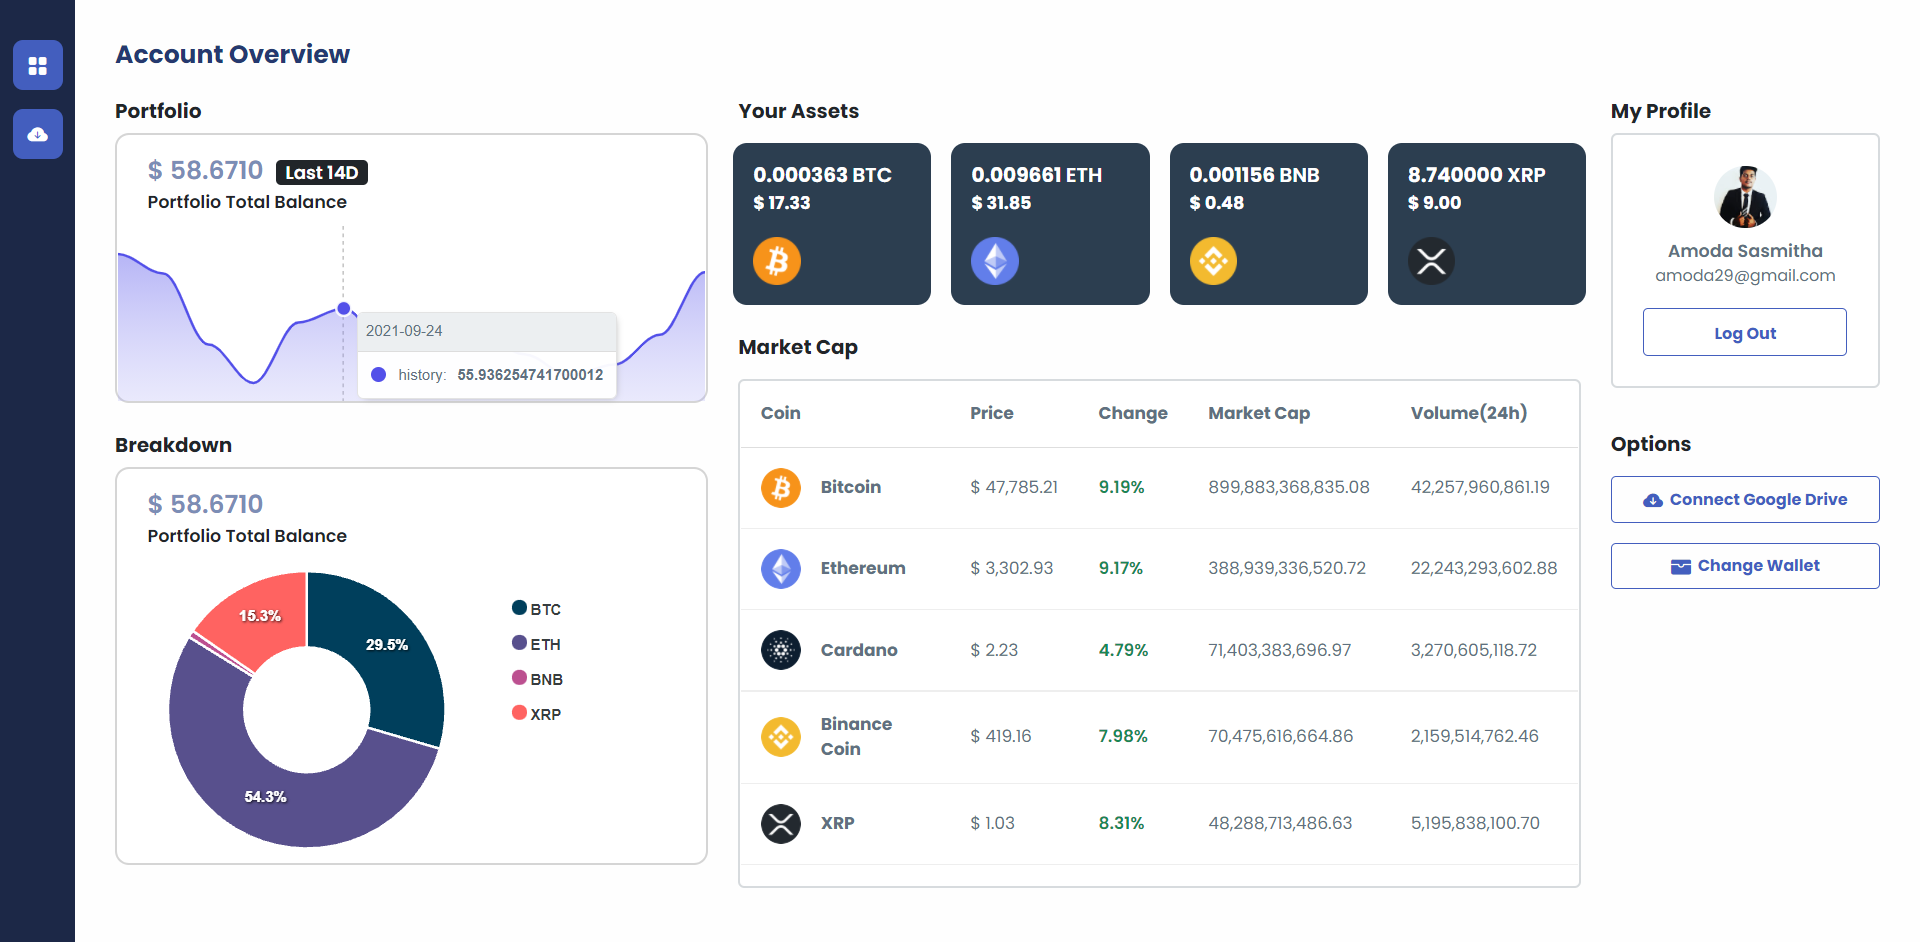 Account Overview
Portfolio
$ 58.6710 Last 14D
Portfolio Total Balance
2021-09-24
history: 55.936254741700012
Breakdown
$ 58.6710
Portfolio Total Balance
15.3%
29.5%
54.3%
BTC
ETH
BNB
XRP
Your Assets
0.000363 BTC
$ 17.33
0.009661 ETH
$ 31.85
0.001156 BNB
$ 0.48
8.740000 XRP
$ 9.00
Market Cap
Coin Price Change Market Cap Volume(24h)
Bitcoin $ 47,785.21 9.19% 899,883,368,835.08 42,257,960,861.19
Ethereum $ 3,302.93 9.17% 388,939,336,520.72 22,243,293,602.88
Cardano $ 2.23 4.79% 71,403,383,696.97 3,270,605,118.72
Binance
Coin $ 419.16 7.98% 70,475,616,664.86 2,159,514,762.46
XRP $ 1.03 8.31% 48,288,713,486.63 5,195,838,100.70
My Profile
Amoda Sasmitha
amoda29@gmail.com
Log Out
Options
Connect Google Drive
Change Wallet